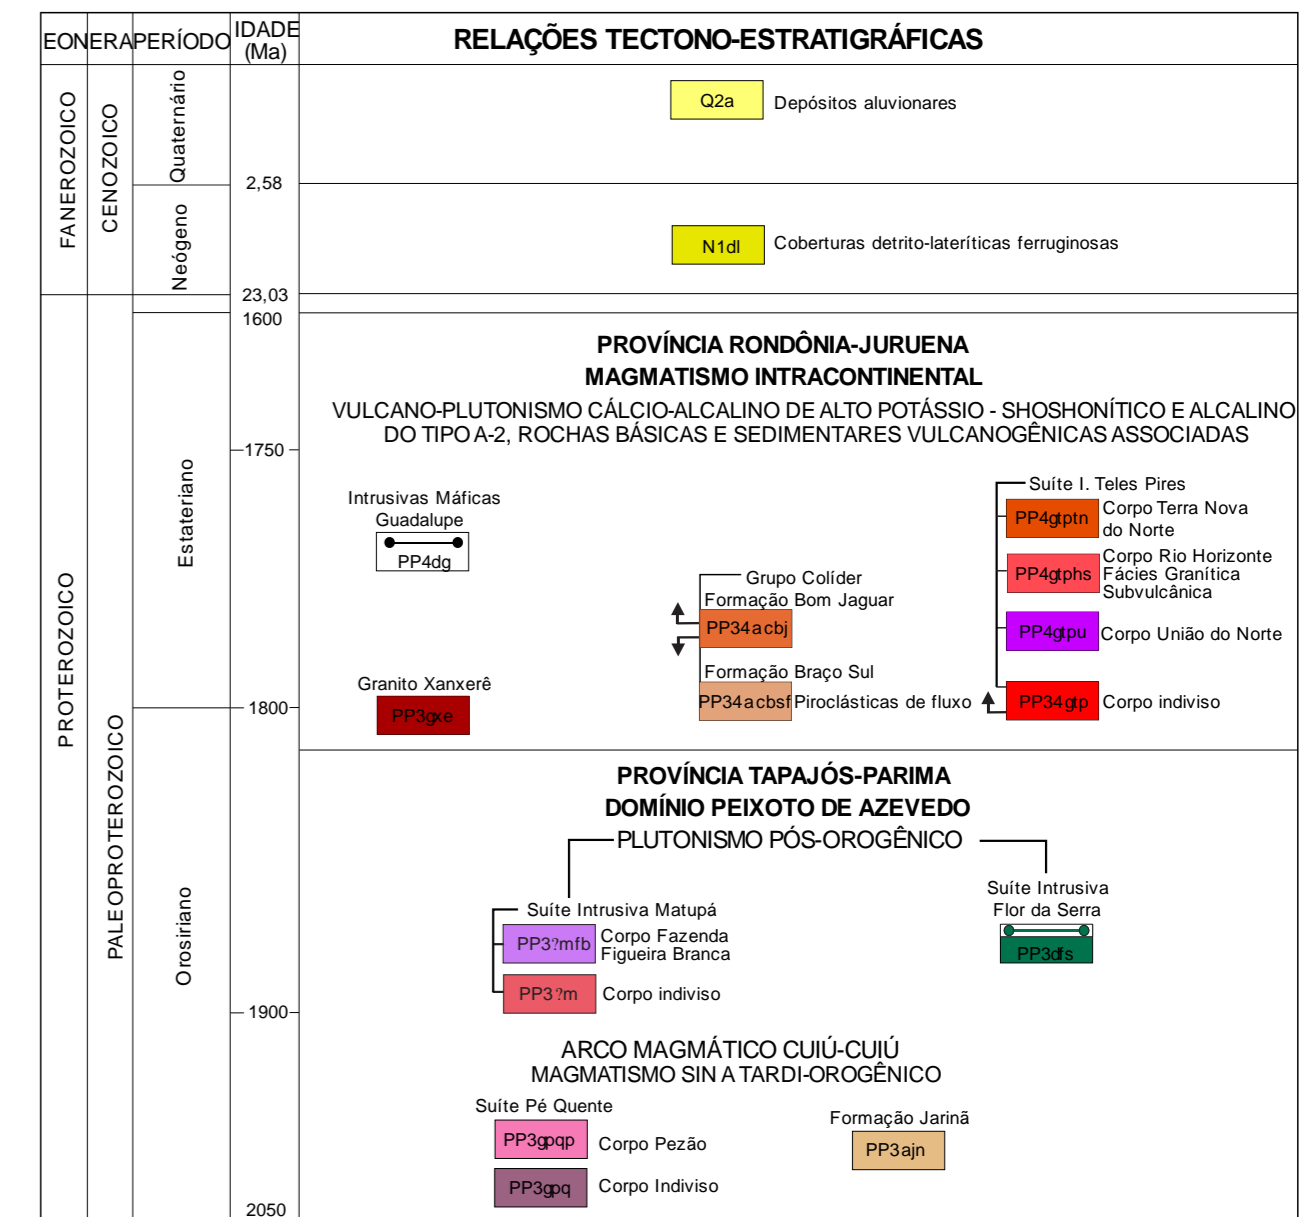 EON ERA PERÍODO IDADE (Ma) RELAÇÕES TECTONO-ESTRATIGRÁFICAS
FANEROZOICO
CENOZOICO
Quaternário
Q2a Depósitos aluvionares
2,58
Neógeno
N1dl Coberturas detrito-lateríticas ferruginosas
23,03
1600
PROTEROZOICO
PALEOPROTEROZOICO
Estateriano
PROVÍNCIA RONDÔNIA-JURUENA
MAGMATISMO INTRACONTINENTAL
VULCANO-PLUTONISMO CÁLCIO-ALCALINO DE ALTO POTÁSSIO - SHOSHONÍTICO E ALCALINO
DO TIPO A-2, ROCHAS BÁSICAS E SEDIMENTARES VULCANOGÊNICAS ASSOCIADAS
1750
Intrusivas Máficas
Guadalupe
PP4dg
Grupo Colíder
Formação Bom Jaguar
PP34acbj
Formação Braço Sul
PP34acbsf Piroclásticas de fluxo
Suíte I. Teles Pires
PP4gtptn Corpo Terra Nova
do Norte
PP4gtphs Corpo Rio Horizonte
Fácies Granítica
Subvulcânica
PP4gtpu Corpo União do Norte
PP34gtp Corpo indiviso
Granito Xanxerê
PP3gxe
1800
Orosiriano
PROVÍNCIA TAPAJÓS-PARIMA
DOMÍNIO PEIXOTO DE AZEVEDO
PLUTONISMO PÓS-OROGÊNICO
Suíte Intrusiva Matupá
PP3?mfb Corpo Fazenda
Figueira Branca
PP3?m Corpo indiviso
Suíte Intrusiva
Flor da Serra
PP3dfs
1900
ARCO MAGMÁTICO CUIÚ-CUIÚ
MAGMATISMO SIN A TARDI-OROGÊNICO
Suíte Pé Quente
PP3gpqp Corpo Pezão
PP3gpq Corpo Indiviso
Formação Jarinã
PP3ajn
2050